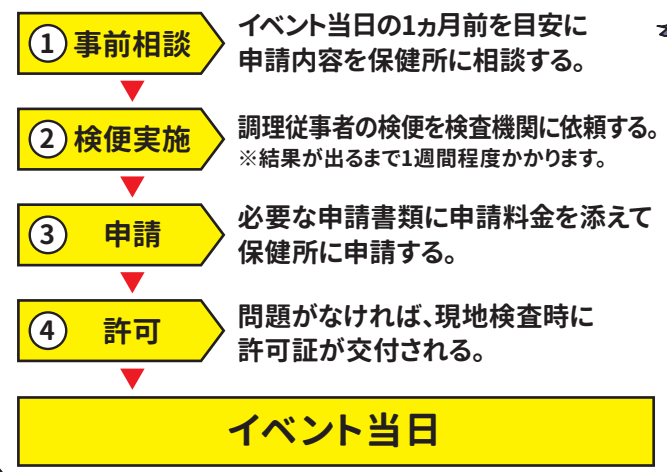 ① 事前相談
イベント当日の1ヵ月前を目安に
申請内容を保健所に相談する。
② 検便実施
調理従事者の検便を検査機関に依頼する。
※結果が出るまで1週間程度かかります。
③ 申請
必要な申請書類に申請料金を添えて
保健所に申請する。
④ 許可
問題がなければ、現地検査時に
許可証が交付される。
イベント当日